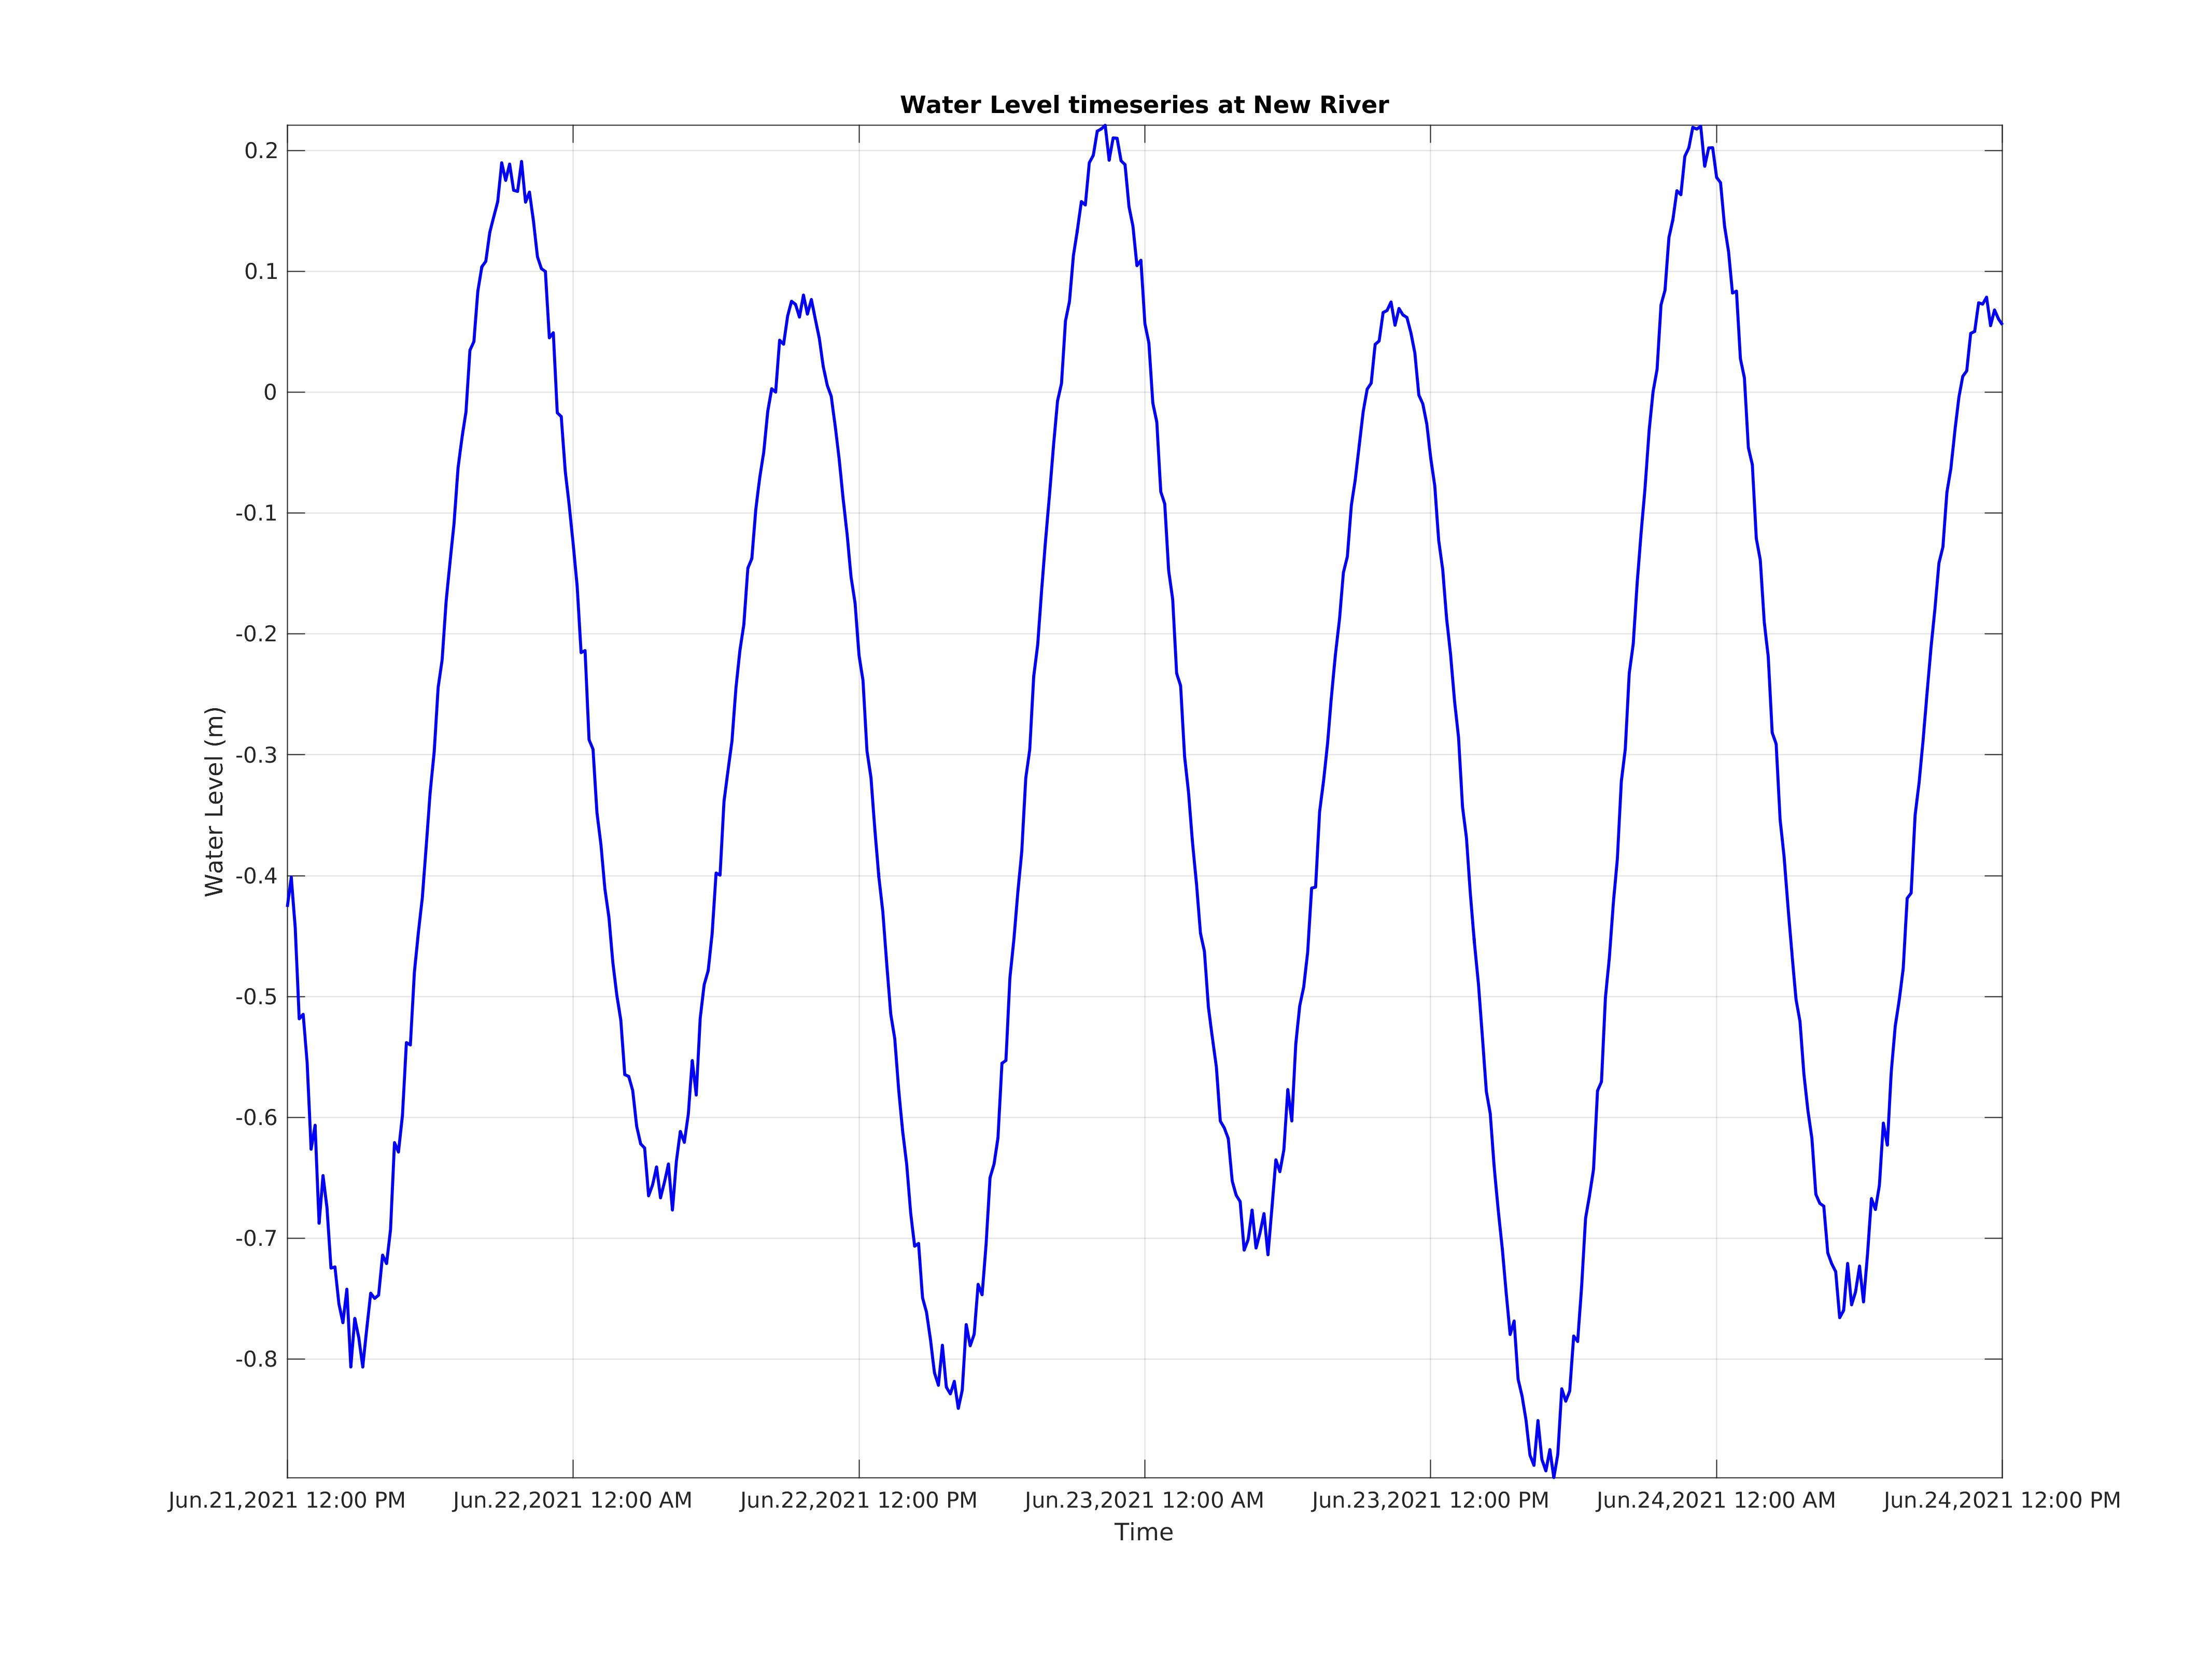 Water Level timeseries at New River
0.2
0.1
0
-0.1
-0.2
-0.3
-0.4
-0.5
-0.6
-0.7
-0.8
Water Level (m)
Jun.21,2021 12:00 PM Jun.22,2021 12:00 AM Jun.22,2021 12:00 PM Jun.23,2021 12:00 AM Jun.23,2021 12:00 PM Jun.24,2021 12:00 AM Jun.24,2021 12:00 PM
Time